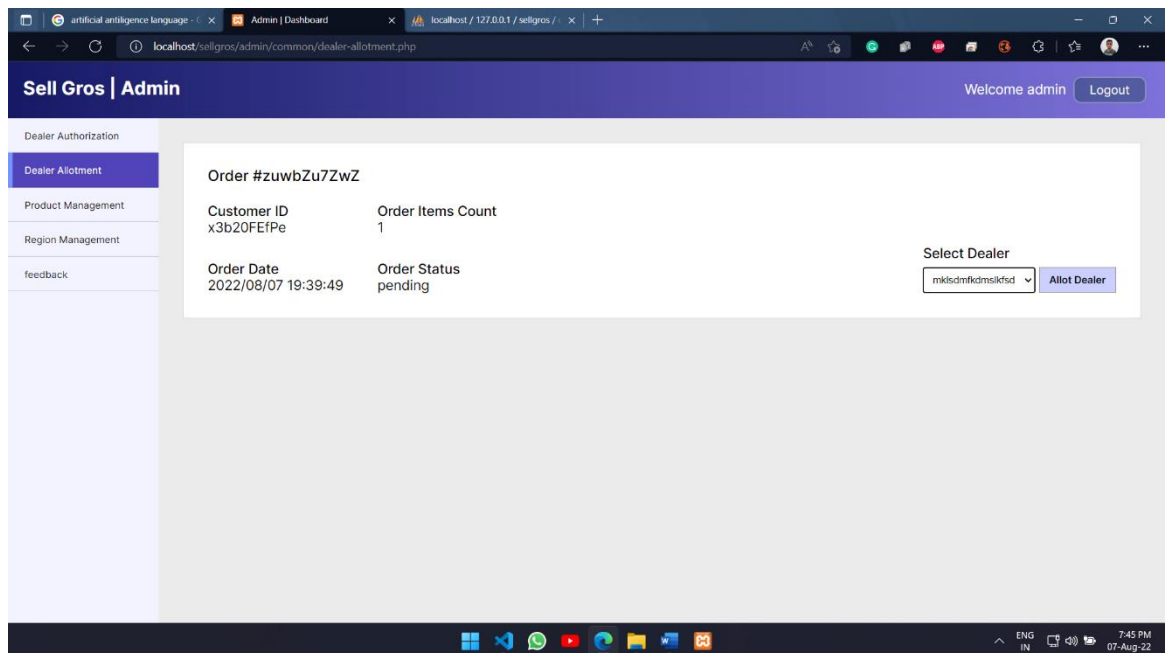 artificial antiligence language - G
Admin | Dashboard
localhost / 127.0.0.1 / sellgros /
localhost/sellgros/admin/common/dealer-allotment.php
ABP
Sell Gros | Admin
Welcome admin
Logout
Dealer Authorization
Dealer Allotment
Product Management
Region Management
feedback
Order #zuwbZu7ZwZ
Customer ID
x3b20FEfPe
Order Items Count
1
Order Date
2022/08/07 19:39:49
Order Status
pending
Select Dealer
mklsdmfkdmslkfsd
Allot Dealer
ENG
IN
7:45 PM
07-Aug-22